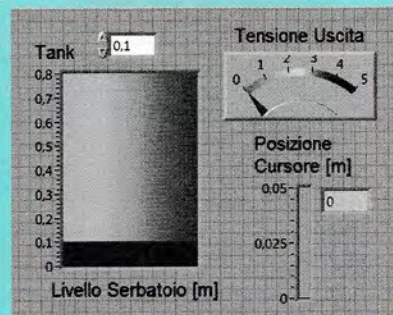 Tank
0,1
0,8
0,7
0,6
0,5
0,4
0,3
0,2
0,1
0
Livello Serbatoio [m]
Tensione Uscita
0 1 2 3 4 5
Posizione
Cursore [m]
0,05
0
0,025
0